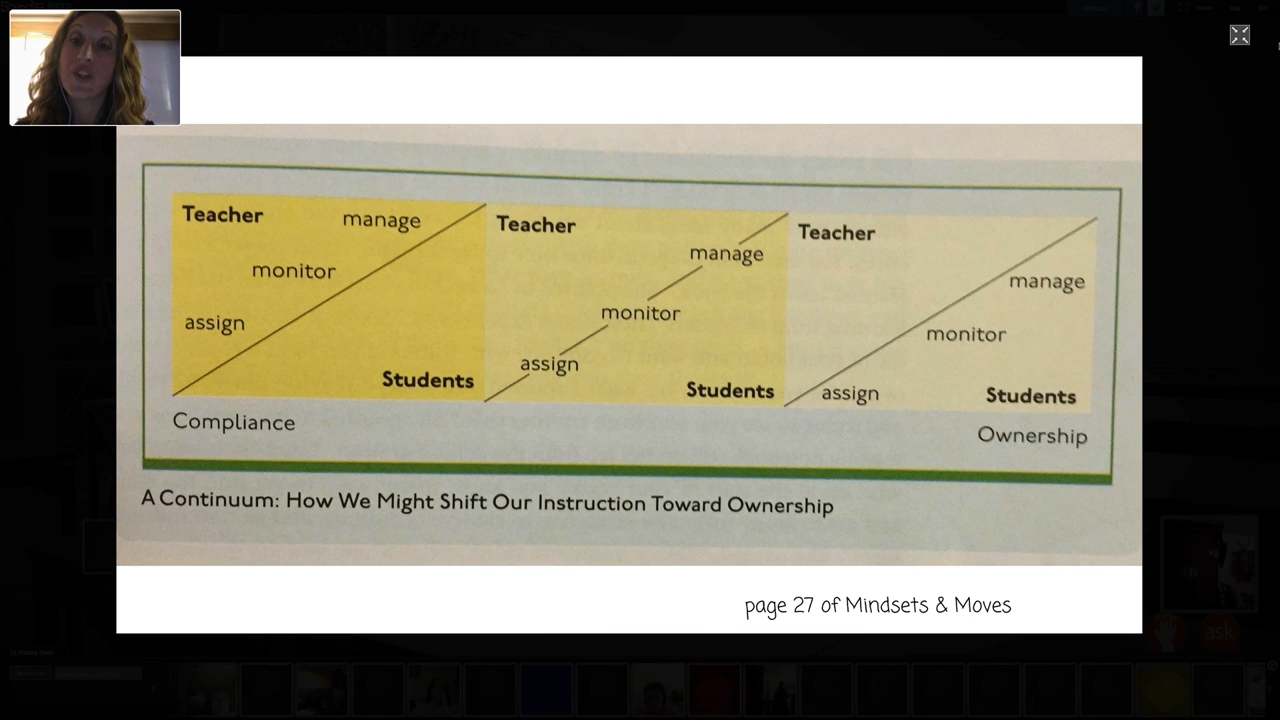 Teacher
manage
monitor
assign
Students
Teacher
manage
monitor
assign
Students
Teacher
manage
monitor
assign
Students
Compliance
Ownership
A Continuum: How We Might Shift Our Instruction Toward Ownership
page 27 of Mindsets & Moves
ask